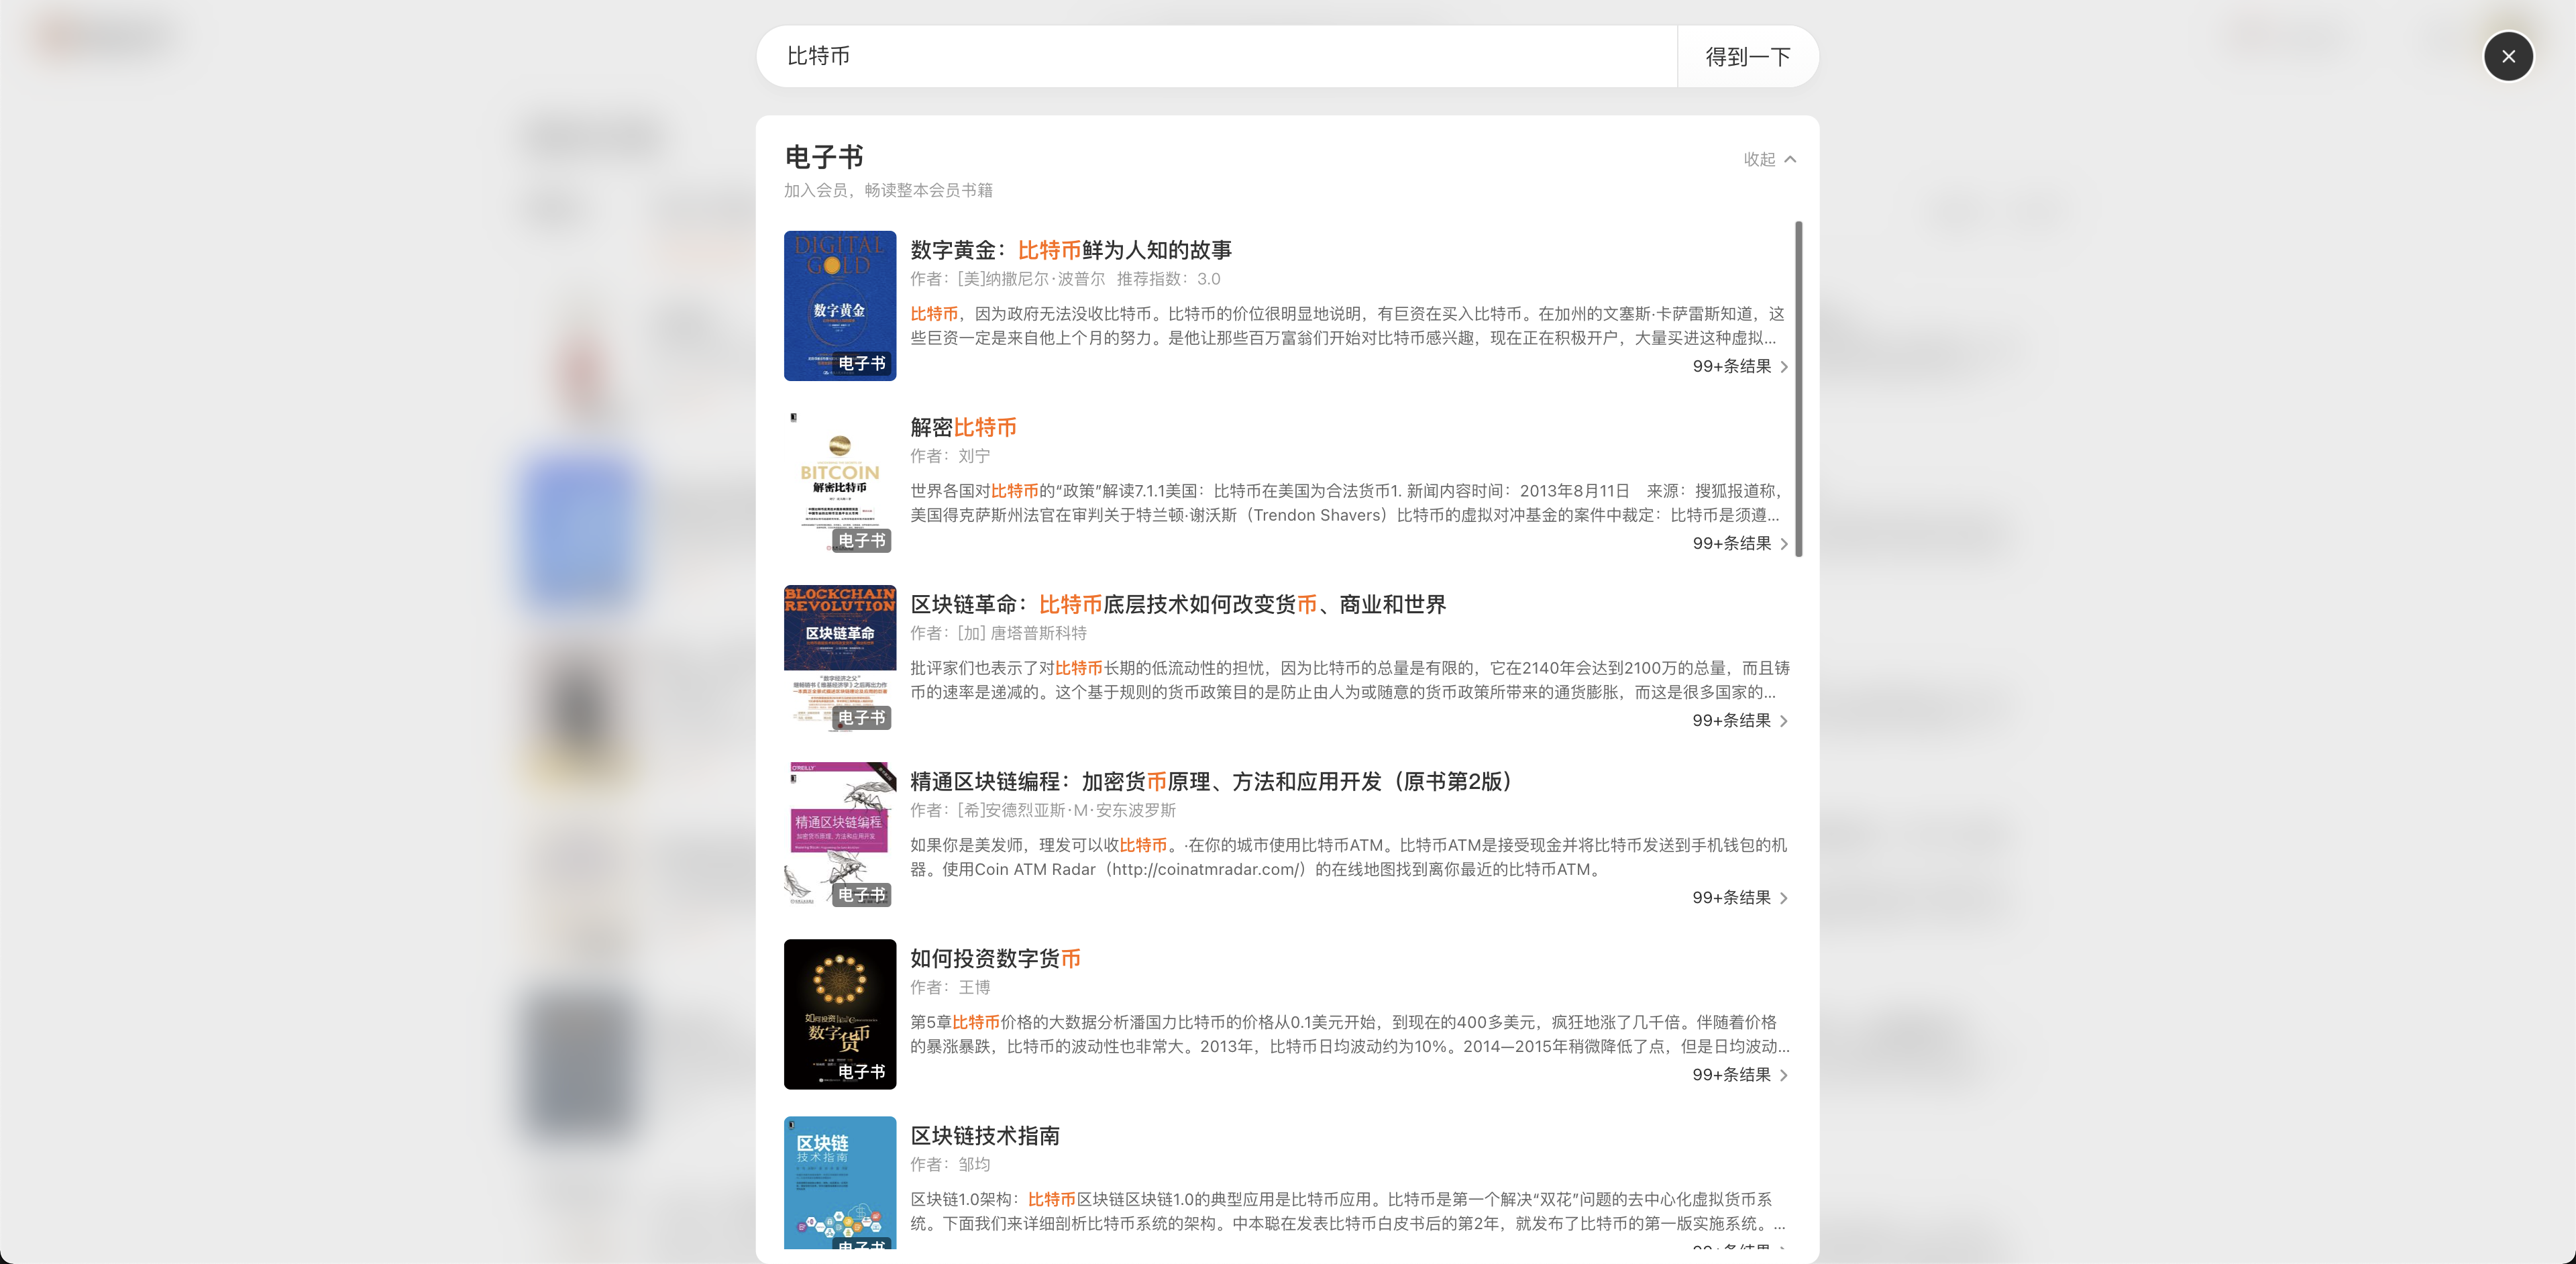 比特币
得到一下
电子书
收起
加入会员，畅读整本会员书籍
DIGITAL
GOLD
数字黄金
电子书
数字黄金：比特币鲜为人知的故事
作者：[美]纳撒尼尔·波普尔 推荐指数：3.0
比特币，因为政府无法没收比特币。比特币的价位很明显地说明，有巨资在买入比特币。在加州的文塞斯·卡萨雷斯知道，这
些巨资一定是来自他上个月的努力。是他让那些百万富翁们开始对比特币感兴趣，现在正在积极开户，大量买进这种虚拟...
99+条结果
BITCOIN
解密比特币
电子书
解密比特币
作者：刘宁
世界各国对比特币的“政策”解读7.1.1美国：比特币在美国为合法货币1. 新闻内容时间：2013年8月11日 来源：搜狐报道称，
美国得克萨斯州法官在审判关于特兰顿·谢沃斯（Trendon Shavers）比特币的虚拟对冲基金的案件中裁定：比特币是须遵...
99+条结果
BLOCKCHAIN
REVOLUTION
区块链革命
“数字经济之父”
继畅销书《维基经济学》之后再出力作
电子书
区块链革命：比特币底层技术如何改变货币、商业和世界
作者：[加] 唐塔普斯科特
批评家们也表示了对比特币长期的低流动性的担忧，因为比特币的总量是有限的，它在2140年会达到2100万的总量，而且铸
币的速率是递减的。这个基于规则的货币政策目的是防止由人为或随意的货币政策所带来的通货膨胀，而这是很多国家的...
99+条结果
O'REILLY
精通区块链编程
加密货币原理、方法和应用开发
电子书
精通区块链编程：加密货币原理、方法和应用开发（原书第2版）
作者：[希]安德烈亚斯·M·安东波罗斯
如果你是美发师，理发可以收比特币。·在你的城市使用比特币ATM。比特币ATM是接受现金并将比特币发送到手机钱包的机
器。使用Coin ATM Radar（http://coinatmradar.com/）的在线地图找到离你最近的比特币ATM。
99+条结果
如何投资
数字货币
电子书
如何投资数字货币
作者：王博
第5章比特币价格的大数据分析潘国力比特币的价格从0.1美元开始，到现在的400多美元，疯狂地涨了几千倍。伴随着价格
的暴涨暴跌，比特币的波动性也非常大。2013年，比特币日均波动约为10%。2014—2015年稍微降低了点，但是日均波动...
99+条结果
区块链
技术指南
电子书
区块链技术指南
作者：邹均
区块链1.0架构：比特币区块链区块链1.0的典型应用是比特币应用。比特币是第一个解决“双花”问题的去中心化虚拟货币系
统。下面我们来详细剖析比特币系统的架构。中本聪在发表比特币白皮书后的第2年，就发布了比特币的第一版实施系统。...
99+条结果